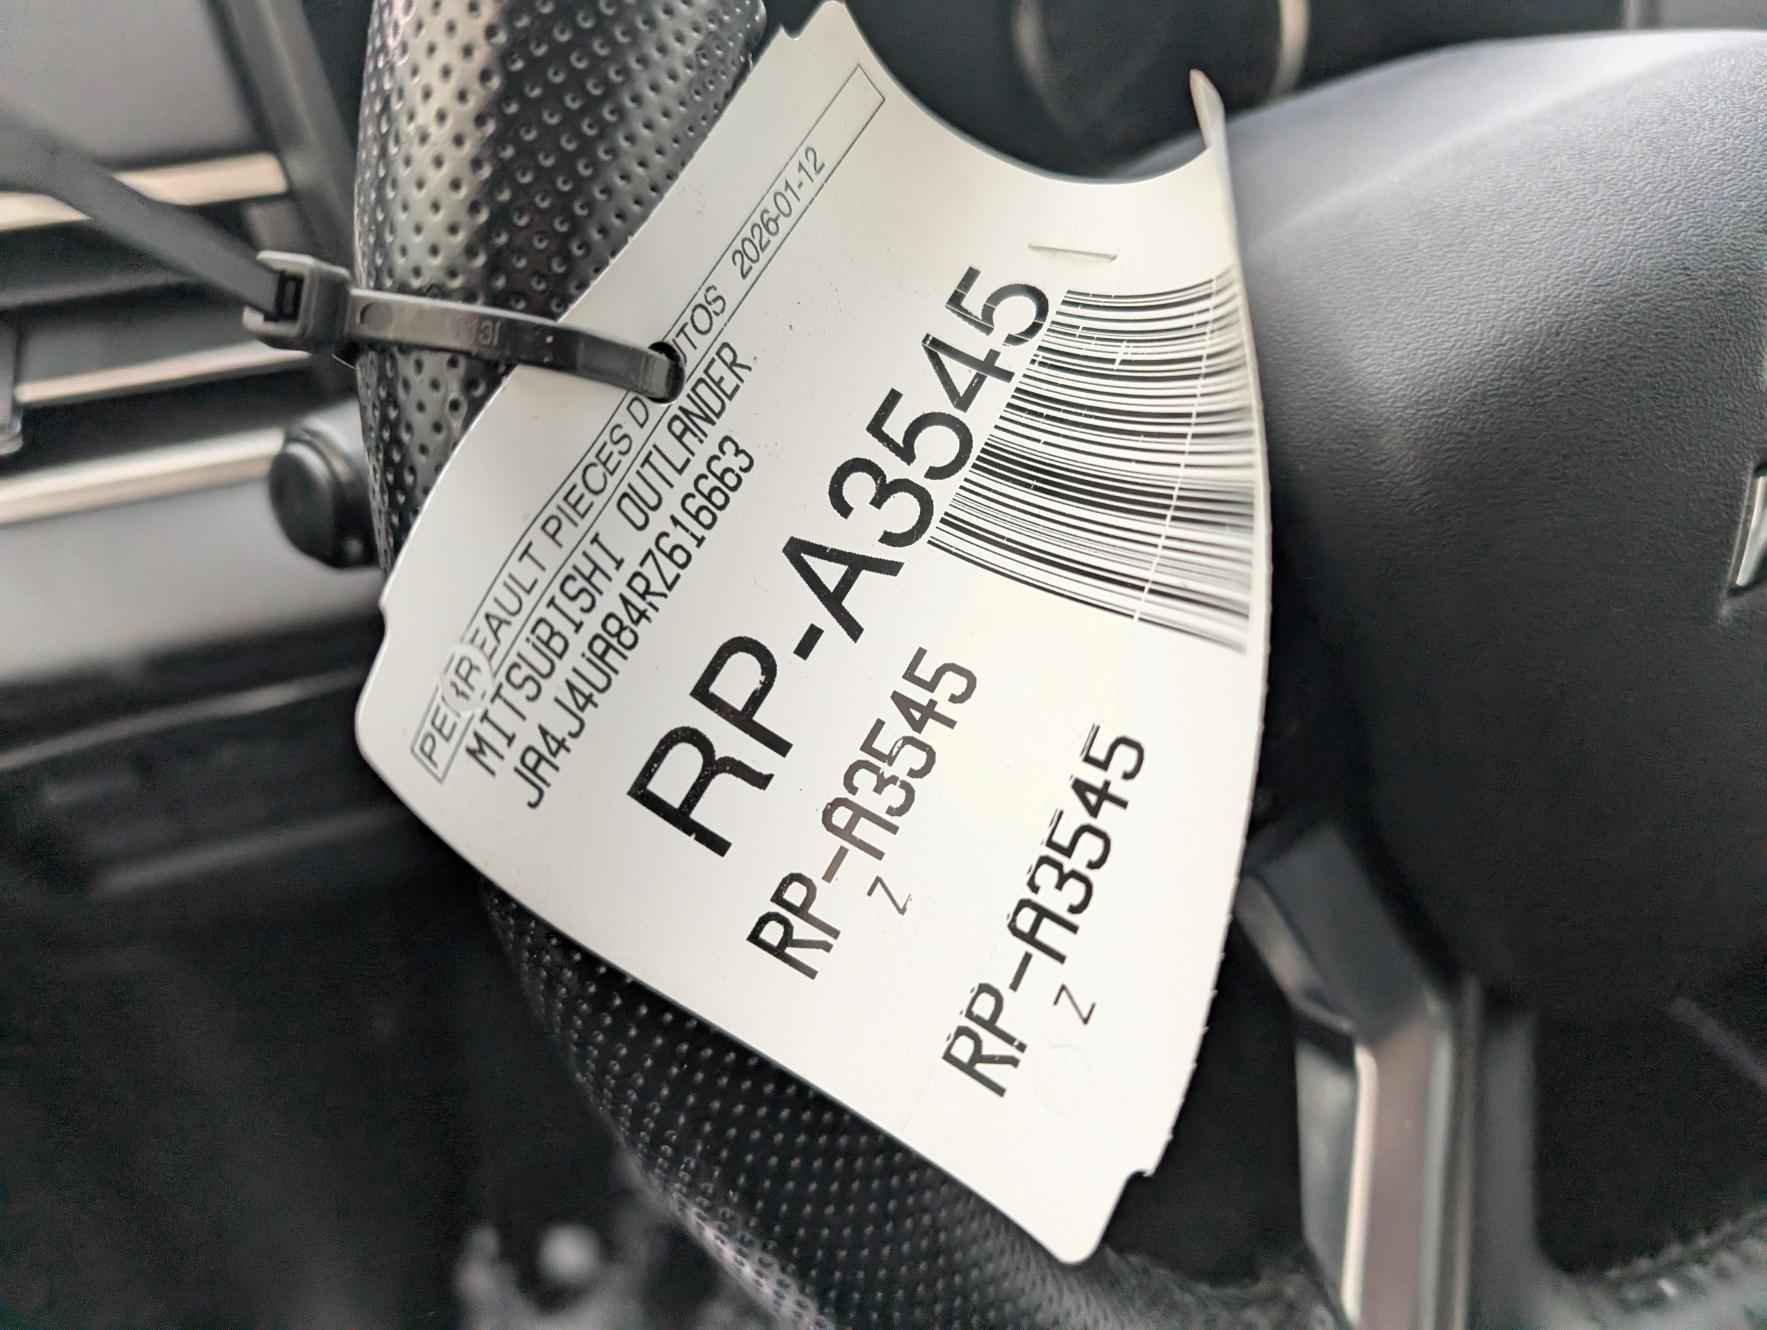 PERREAULT PIECES D'AUTOS 2026-01-12
MITSUBISHI OUTLANDER
JA4J4UA84RZ616663
RP-A3545
RP-A3545
Z
RP-A3545
Z